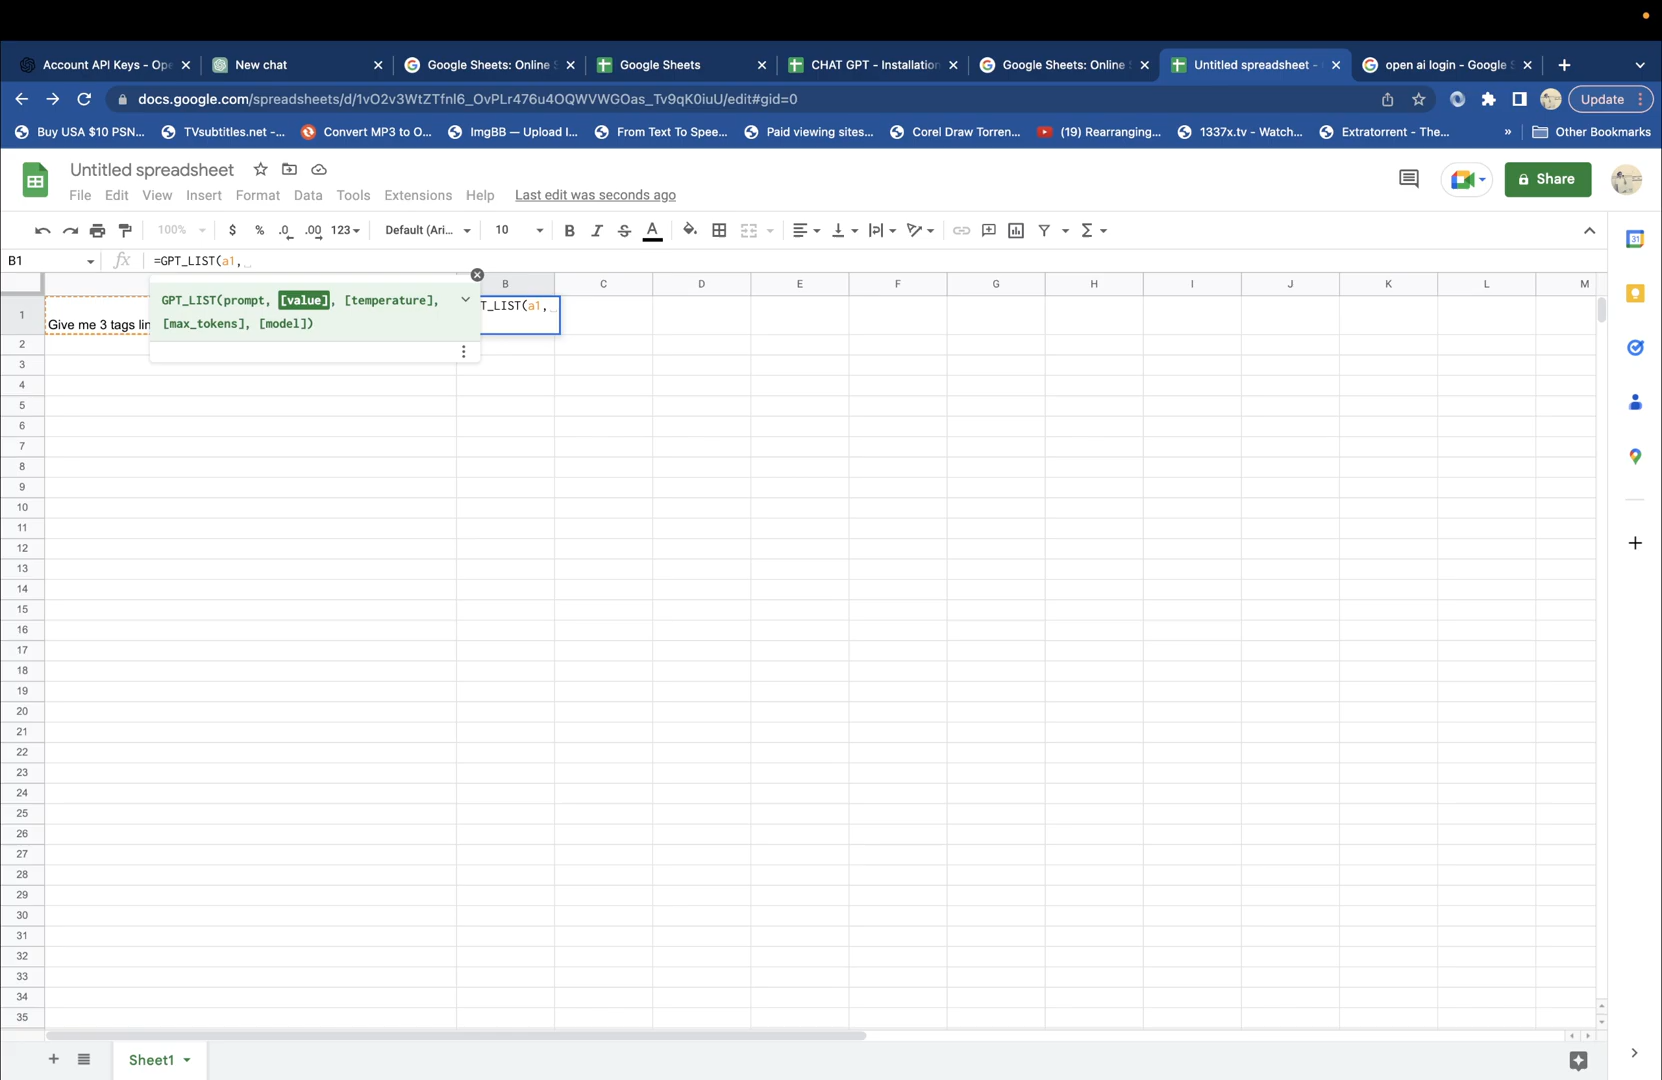 Account API Keys - Ope
New chat
Google Sheets: Online S
Google Sheets
CHAT GPT - Installation
Google Sheets: Online S
Untitled spreadsheet -
open ai login - Google S
docs.google.com/spreadsheets/d/1vO2v3WtZTfnl6_OvPLr476u4OQWVWGOas_Tv9qK0iuU/edit#gid=0
Update
Buy USA $10 PSN...
TVsubtitles.net -...
Convert MP3 to O...
ImgBB — Upload I...
From Text To Spee...
Paid viewing sites...
Corel Draw Torren...
(19) Rearranging...
1337x.tv - Watch...
Extratorrent - The...
»
Other Bookmarks
Untitled spreadsheet
File Edit View Insert Format Data Tools Extensions Help Last edit was seconds ago
Share
100% $ % .0 .00 123 Default (Ari... 10 B I S A Σ
31
B1 fx =GPT_LIST(a1,
B C D E F G H I J K L M
GPT_LIST(prompt, [value], [temperature],
[max_tokens], [model])
T_LIST(a1,
1 Give me 3 tags lin
2
3
4
5
6
7
8
9
10
11
12
13
14
15
16
17
18
19
20
21
22
23
24
25
26
27
28
29
30
31
32
33
34
35
Sheet1